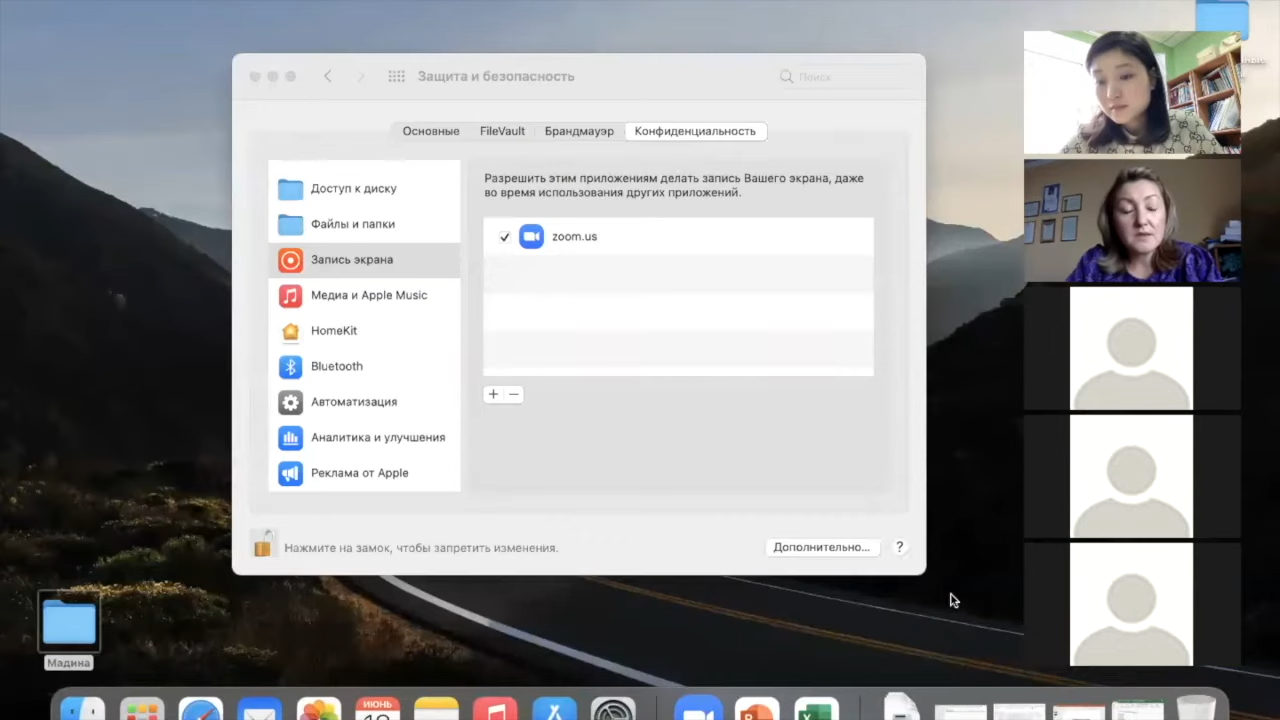 Защита и безопасность
Поиск
Основные
FileVault
Брандмауэр
Конфиденциальность
Доступ к диску
Файлы и папки
Запись экрана
Медиа и Apple Music
HomeKit
Bluetooth
Автоматизация
Аналитика и улучшения
Реклама от Apple
Разрешить этим приложениям делать запись Вашего экрана, даже
во время использования других приложений.
zoom.us
+ −
Нажмите на замок, чтобы запретить изменения.
Дополнительно...
?
Мадина
ИЮНЬ